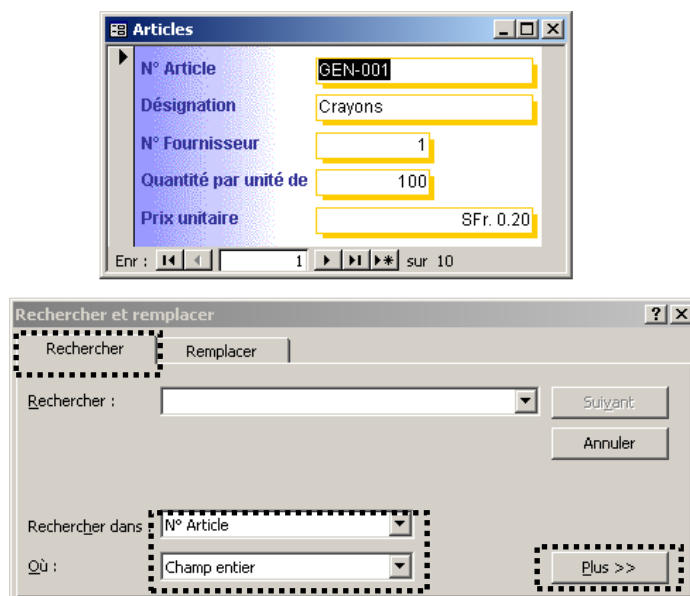 Articles
N° Article GEN-001
Désignation Crayons
N° Fournisseur 1
Quantité par unité de 100
Prix unitaire SFr. 0.20
Enr : 1 sur 10
Rechercher et remplacer
Rechercher Remplacer
Rechercher : Suivant
Annuler
Rechercher dans : N° Article
Où : Champ entier Plus >>